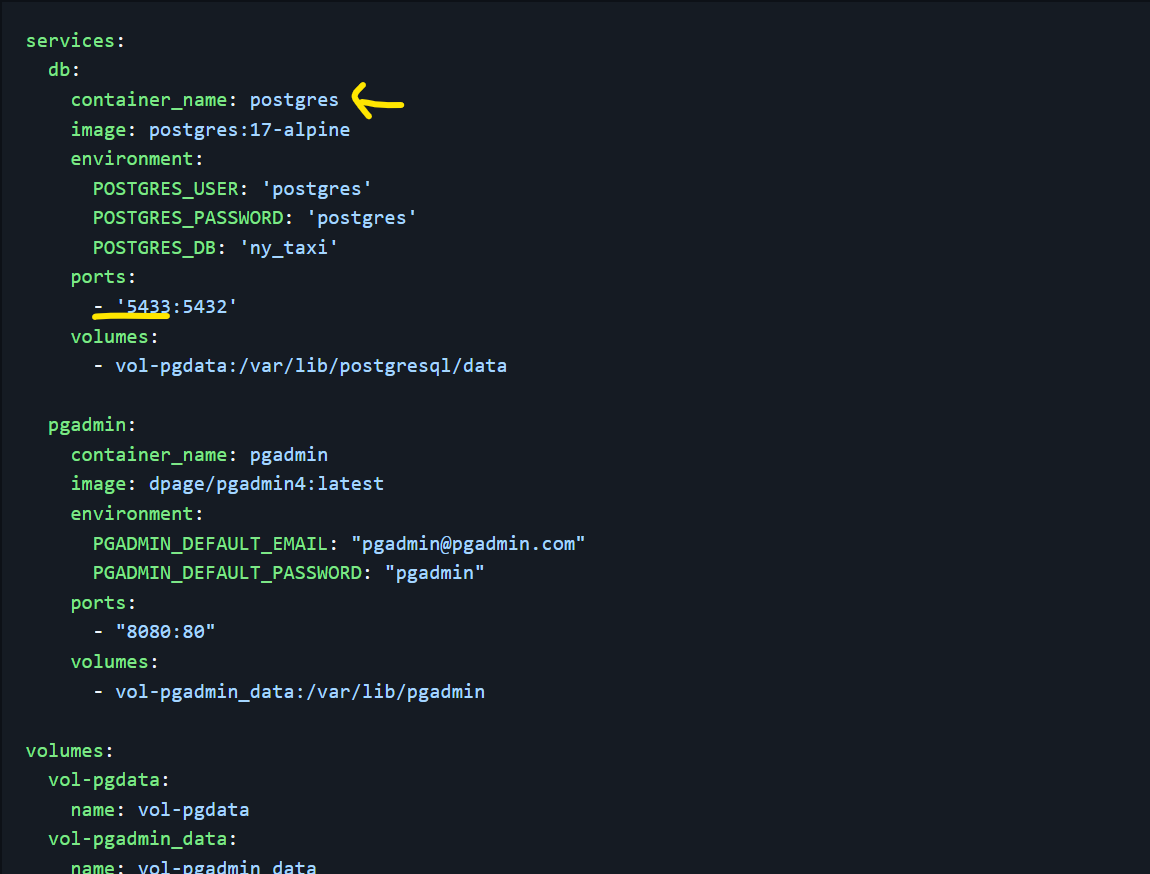 services:
  db:
    container_name: postgres
    image: postgres:17-alpine
    environment:
      POSTGRES_USER: 'postgres'
      POSTGRES_PASSWORD: 'postgres'
      POSTGRES_DB: 'ny_taxi'
    ports:
      - '5433:5432'
    volumes:
      - vol-pgdata:/var/lib/postgresql/data

  pgadmin:
    container_name: pgadmin
    image: dpage/pgadmin4:latest
    environment:
      PGADMIN_DEFAULT_EMAIL: "pgadmin@pgadmin.com"
      PGADMIN_DEFAULT_PASSWORD: "pgadmin"
    ports:
      - "8080:80"
    volumes:
      - vol-pgadmin_data:/var/lib/pgadmin

volumes:
  vol-pgdata:
    name: vol-pgdata
  vol-pgadmin_data:
    name: vol-pgadmin_data